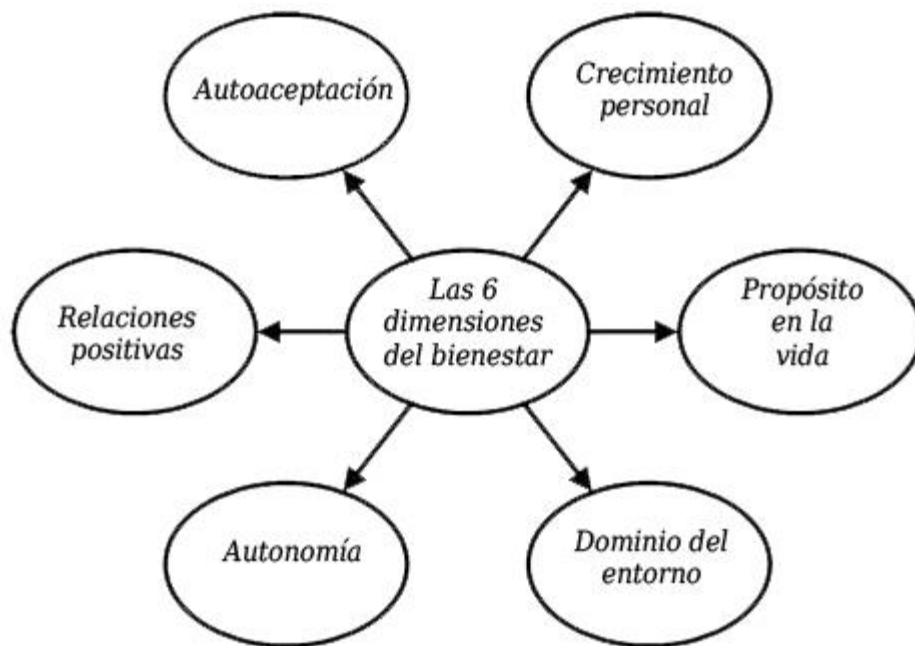 Autoaceptación
Crecimiento
personal
Relaciones
positivas
Las 6
dimensiones
del bienestar
Propósito
en la
vida
Autonomía
Dominio del
entorno